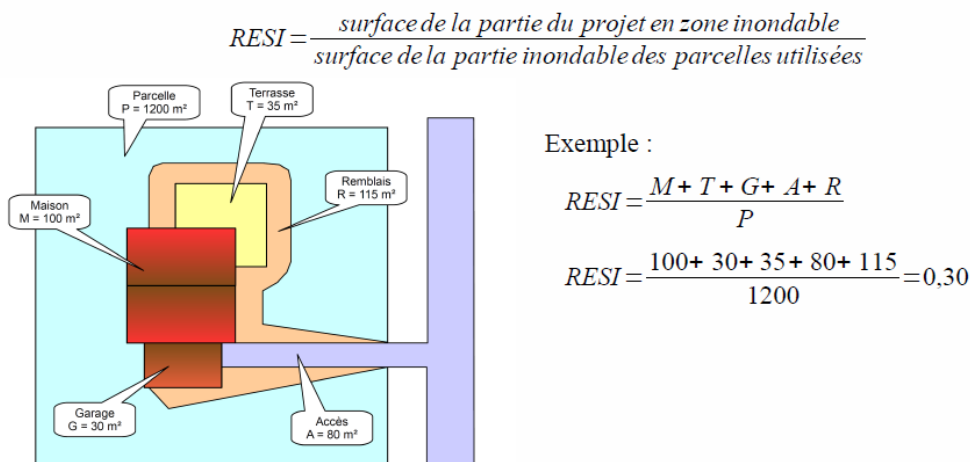 RESI = surface de la partie du projet en zone inondable
surface de la partie inondable des parcelles utilisées
Parcelle
P = 1200 m²
Terrasse
T = 35 m²
Remblais
R = 115 m²
Maison
M = 100 m²
Garage
G = 30 m²
Accès
A = 80 m²
Exemple :
RESI = M + T + G + A + R
P
RESI = 100 + 30 + 35 + 80 + 115 = 0,30
1200